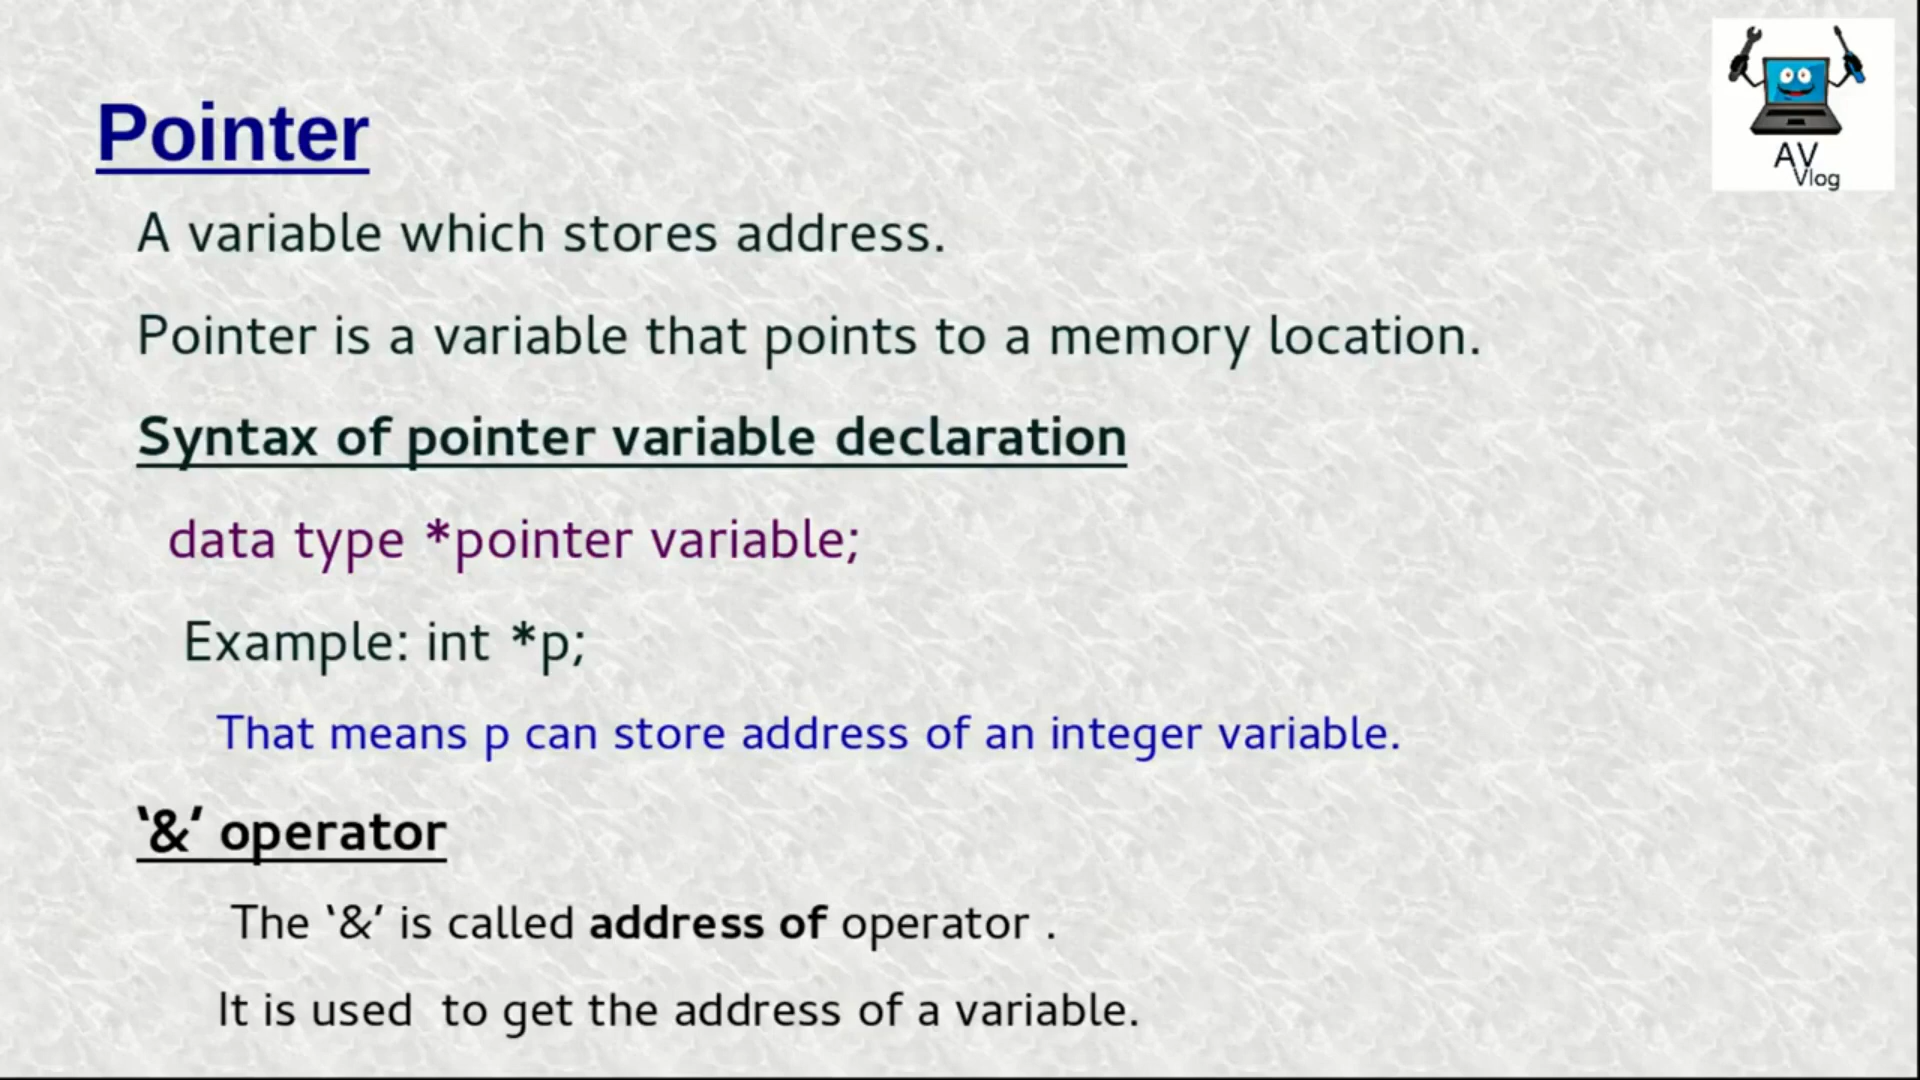 Pointer
A variable which stores address.
Pointer is a variable that points to a memory location.
Syntax of pointer variable declaration
data type *pointer variable;
Example: int *p;
That means p can store address of an integer variable.
‘&’ operator
The ‘&’ is called address of operator .
It is used  to get the address of a variable.
AV
Vlog